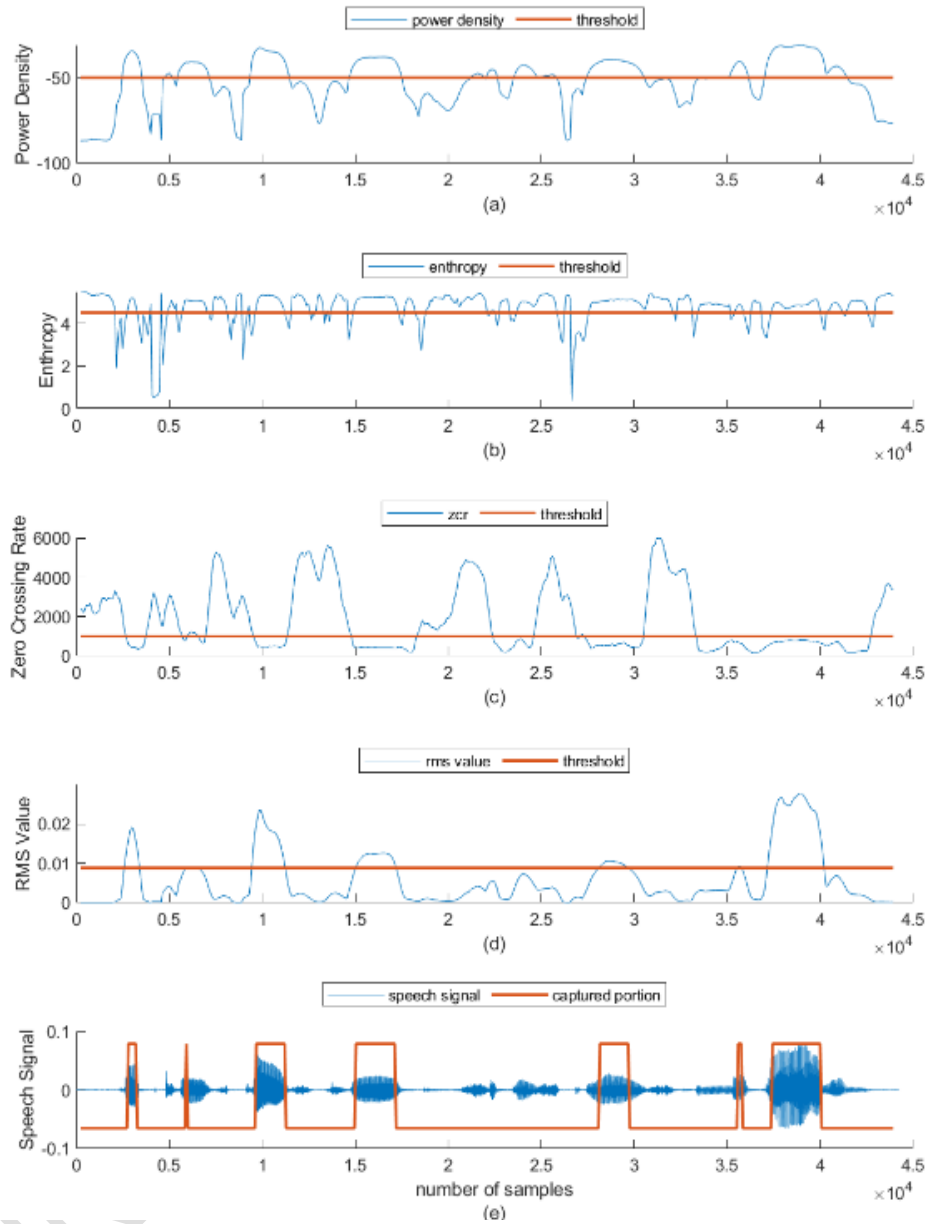 power density threshold
Power Density
-50
-100
0 0.5 1 1.5 2 2.5 3 3.5 4 4.5
×10^4
(a)
enthropy threshold
Enthropy
4
2
0
0 0.5 1 1.5 2 2.5 3 3.5 4 4.5
×10^4
(b)
zcr threshold
Zero Crossing Rate
6000
4000
2000
0
0 0.5 1 1.5 2 2.5 3 3.5 4 4.5
×10^4
(c)
rms value threshold
RMS Value
0.02
0.01
0
0 0.5 1 1.5 2 2.5 3 3.5 4 4.5
×10^4
(d)
speech signal captured portion
Speech Signal
0.1
0
-0.1
0 0.5 1 1.5 2 2.5 3 3.5 4 4.5
number of samples
×10^4
(e)